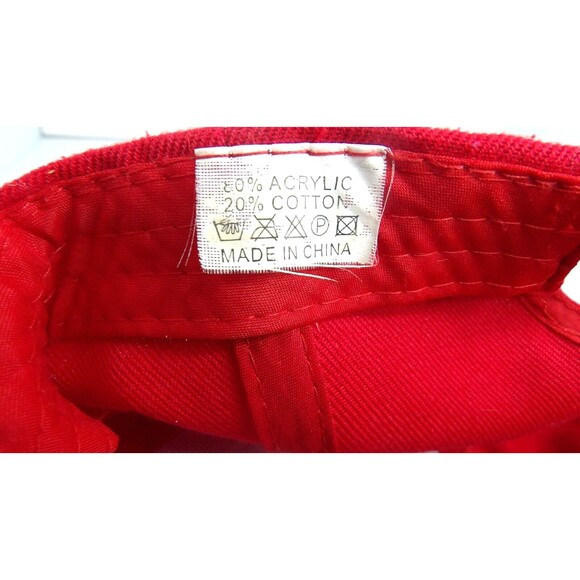 80% ACRYLIC
20% COTTON
P
MADE IN CHINA